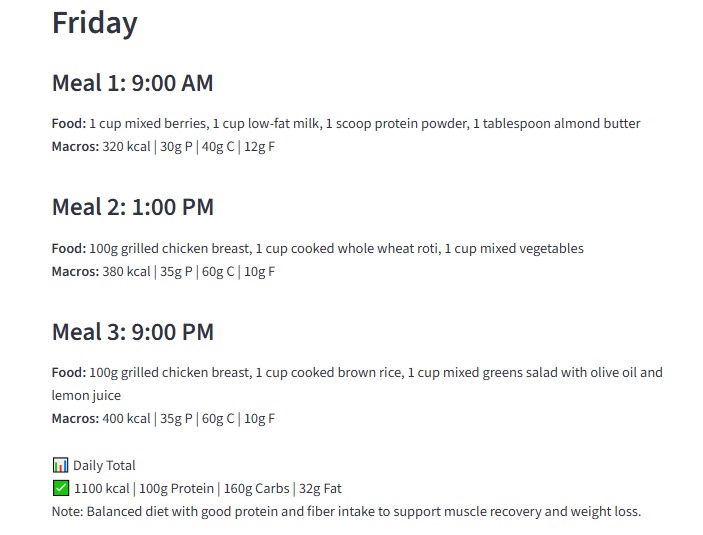 Friday
Meal 1: 9:00 AM
Food: 1 cup mixed berries, 1 cup low-fat milk, 1 scoop protein powder, 1 tablespoon almond butter
Macros: 320 kcal | 30g P | 40g C | 12g F
Meal 2: 1:00 PM
Food: 100g grilled chicken breast, 1 cup cooked whole wheat roti, 1 cup mixed vegetables
Macros: 380 kcal | 35g P | 60g C | 10g F
Meal 3: 9:00 PM
Food: 100g grilled chicken breast, 1 cup cooked brown rice, 1 cup mixed greens salad with olive oil and
lemon juice
Macros: 400 kcal | 35g P | 60g C | 10g F
📊 Daily Total
✅ 1100 kcal | 100g Protein | 160g Carbs | 32g Fat
Note: Balanced diet with good protein and fiber intake to support muscle recovery and weight loss.